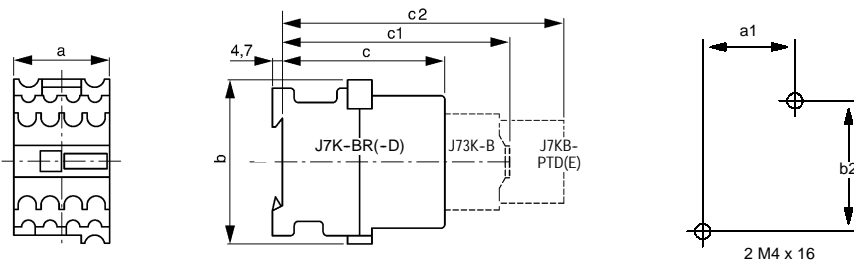 a
c2
c1
c
4,7
b
J7K-BR(-D)
J73K-B
J7KB-
PTD(E)
a1
b2
2 M4 x 16